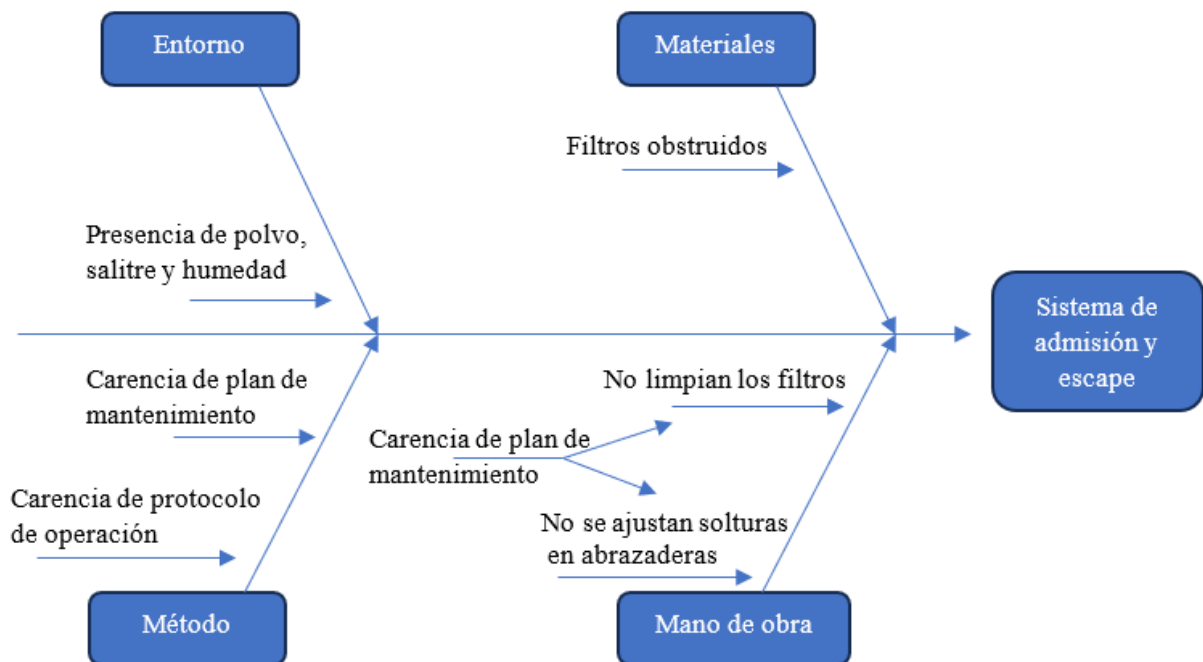 Entorno
Materiales
Filtros obstruidos
Presencia de polvo,
salitre y humedad
Sistema de
admisión y
escape
Carencia de plan de
mantenimiento
No limpian los filtros
Carencia de plan de
mantenimiento
Carencia de protocolo
de operación
No se ajustan solturas
en abrazaderas
Método
Mano de obra